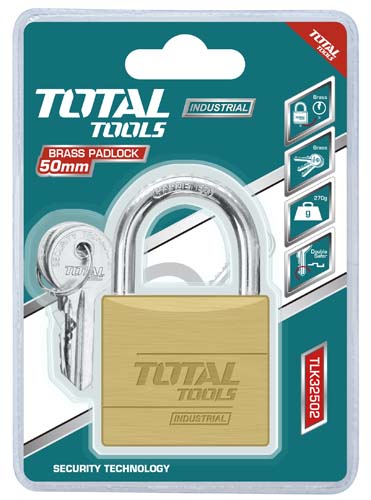 TOTAL
TOTAL
TOOLS
INDUSTRIAL
BRASS PADLOCK
50mm
Brass
Brass
270g
g
Double
Safer
HARDENED
TOTAL
TOTAL
TOOLS
INDUSTRIAL
TLK32502
SECURITY TECHNOLOGY